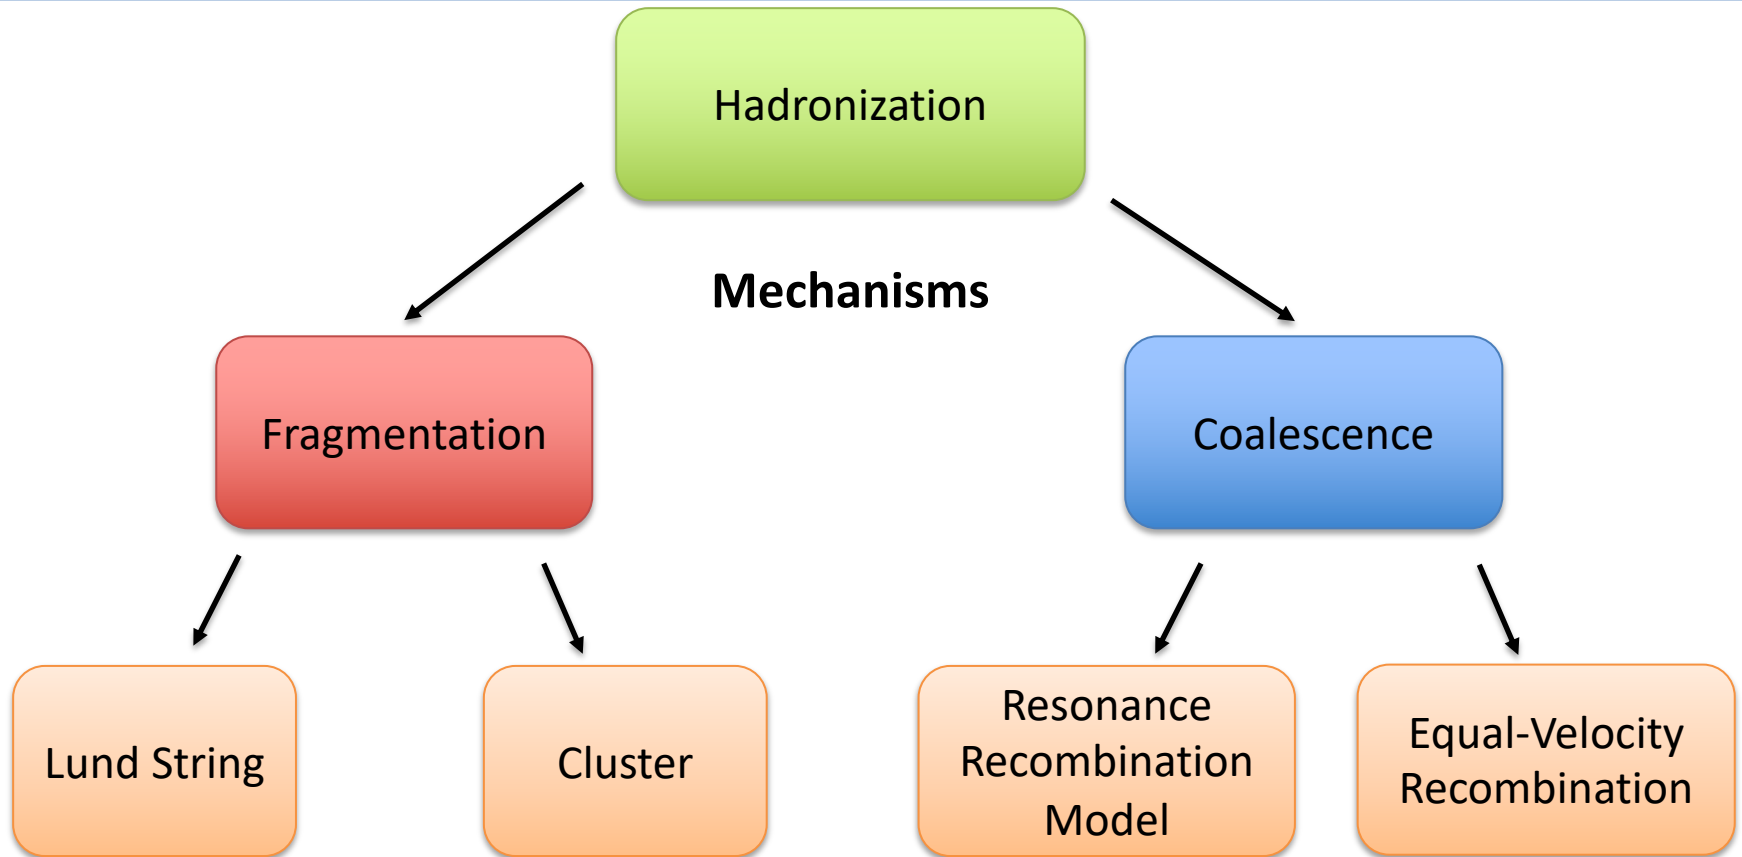 Hadronization
Mechanisms
Fragmentation
Coalescence
Lund String
Cluster
Resonance
Recombination
Model
Equal-Velocity
Recombination